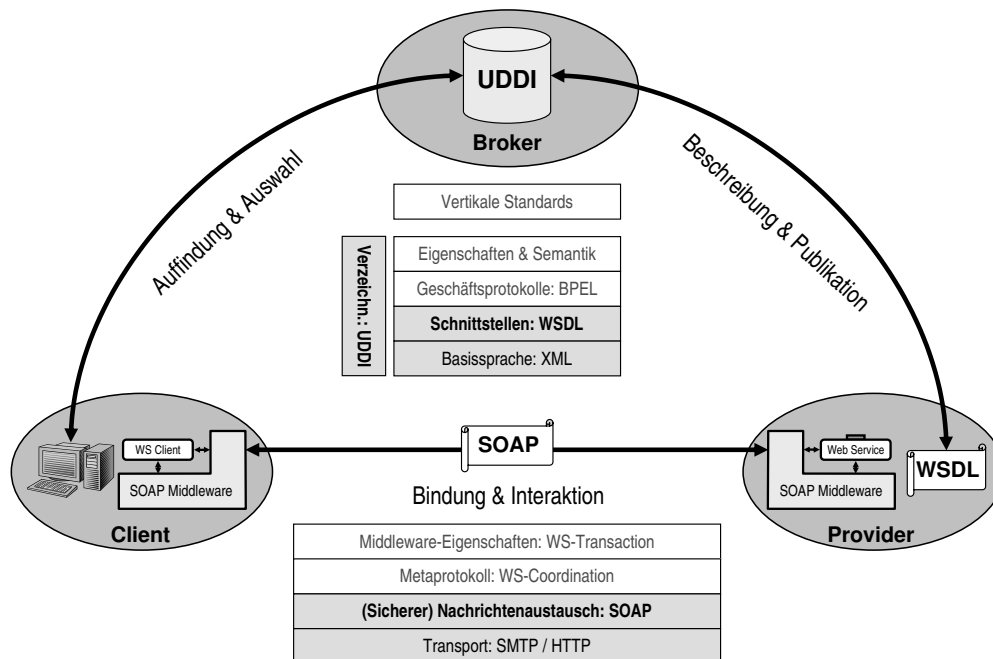 UDDI
Broker
Auffindung & Auswahl
Beschreibung & Publikation
Vertikale Standards
Verzeichn.: UDDI
Eigenschaften & Semantik
Geschäftsprotokolle: BPEL
Schnittstellen: WSDL
Basissprache: XML
WS Client
SOAP Middleware
Client
SOAP
Bindung & Interaktion
Web Service
SOAP Middleware
WSDL
Provider
Middleware-Eigenschaften: WS-Transaction
Metaprotokoll: WS-Coordination
(Sicherer) Nachrichtenaustausch: SOAP
Transport: SMTP / HTTP